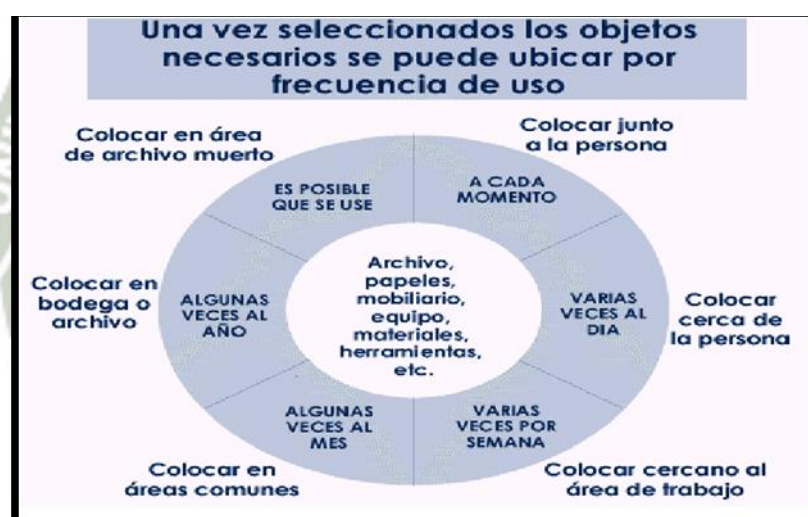 Una vez seleccionados los objetos
necesarios se puede ubicar por
frecuencia de uso
Colocar en área
de archivo muerto
Colocar junto
a la persona
ES POSIBLE
QUE SE USE
A CADA
MOMENTO
Colocar en
bodega o
archivo
ALGUNAS
VECES AL
AÑO
Archivo,
papeles,
mobiliario,
equipo,
materiales,
herramientas,
etc.
VARIAS
VECES AL
DIA
Colocar
cerca de
la persona
ALGUNAS
VECES AL
MES
VARIAS
VECES POR
SEMANA
Colocar en
áreas comunes
Colocar cercano al
área de trabajo